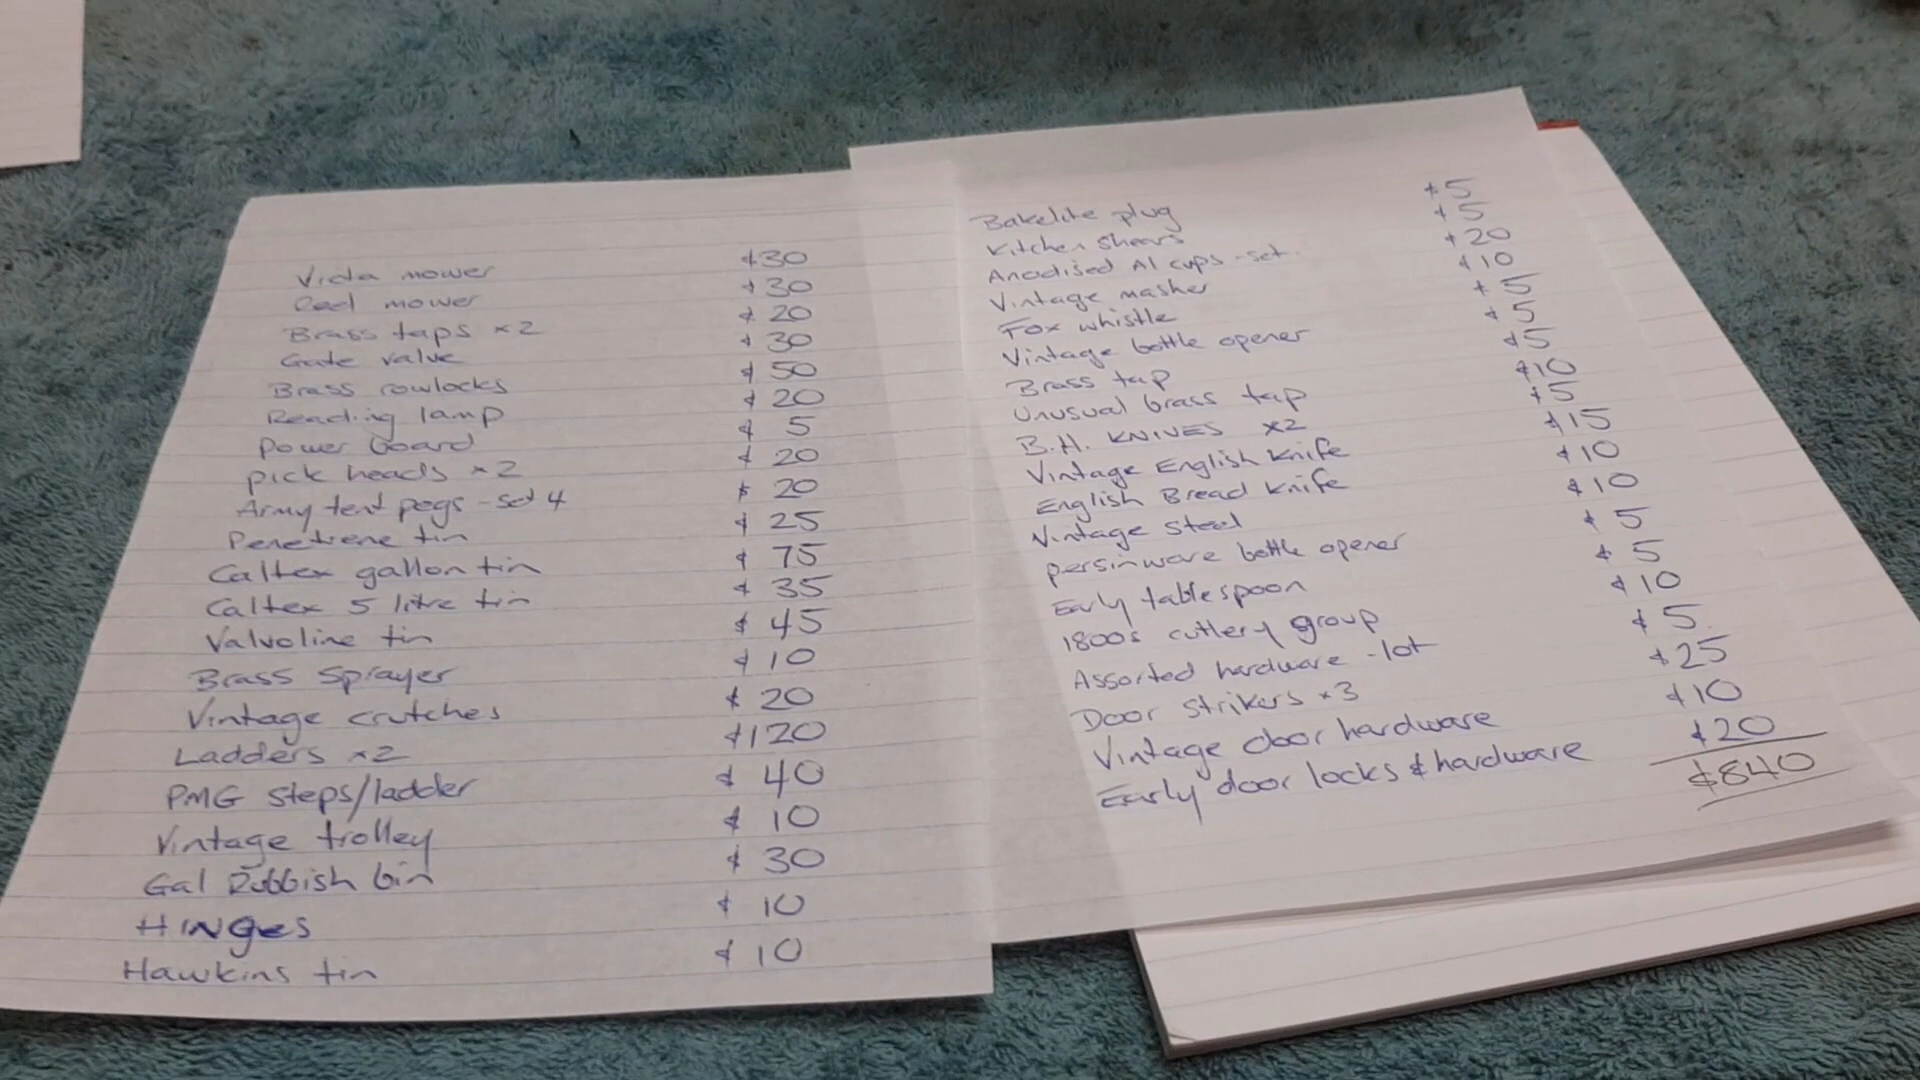 Victa mower $30
Reel mower $30
Brass taps x2 $20
Gate valve $30
Brass rowlocks $50
Reading lamp $20
Power board $5
pick heads x2 $20
Army tent pegs - set 4 $20
Penetrene tin $25
Caltex gallon tin $75
Caltex 5 litre tin $35
Valvoline tin $45
Brass Sprayer $10
Vintage crutches $20
Ladders x2 $120
PMG steps/ladder $40
Vintage trolley $10
Gal Rubbish bin $30
HINges $10
Hawkins tin $10
Bakelite plug $5
Kitchen shears $5
Anodised Al cups - set $20
Vintage masher $10
Fox whistle $5
Vintage bottle opener $5
Brass tap $5
Unusual brass tap $10
B.H. KNIVES x2 $5
Vintage English knife $15
English Bread knife $10
Vintage steel $10
persinware bottle opener $5
Early tablespoon $5
1800s cutlery group $10
Assorted hardware - lot $5
Door strikers x3 $25
Vintage door hardware $10
Early door locks & hardware $20
$840